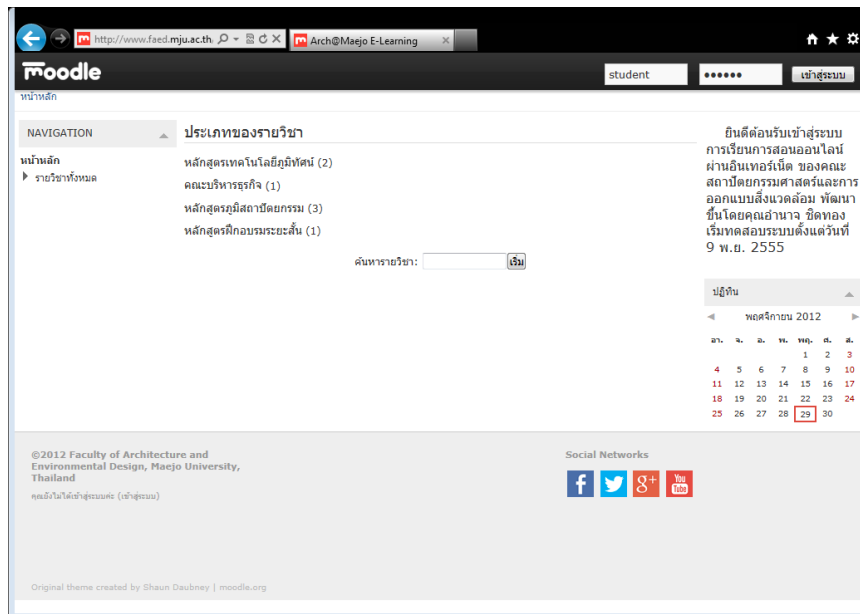 http://www.faed.mju.ac.th Arch@Maejo E-Learning
moodle student •••••• เข้าสู่ระบบ
หน้าหลัก
NAVIGATION
หน้าหลัก
รายวิชาทั้งหมด
ประเภทของรายวิชา
หลักสูตรเทคโนโลยีภูมิทัศน์ (2)
คณะบริหารธุรกิจ (1)
หลักสูตรภูมิสถาปัตยกรรม (3)
หลักสูตรฝึกอบรมระยะสั้น (1)
ค้นหารายวิชา: เริ่ม
ยินดีต้อนรับเข้าสู่ระบบ
การเรียนการสอนออนไลน์
ผ่านอินเทอร์เน็ต ของคณะ
สถาปัตยกรรมศาสตร์และการ
ออกแบบสิ่งแวดล้อม พัฒนา
ขึ้นโดยคุณอำนาจ ชิดทอง
เริ่มทดสอบระบบตั้งแต่วันที่
9 พ.ย. 2555
ปฏิทิน
พฤศจิกายน 2012
อา. จ. อ. พ. พฤ. ศ. ส.
1 2 3
4 5 6 7 8 9 10
11 12 13 14 15 16 17
18 19 20 21 22 23 24
25 26 27 28 29 30
©2012 Faculty of Architecture and
Environmental Design, Maejo University,
Thailand
คุณยังไม่ได้เข้าสู่ระบบค่ะ (เข้าสู่ระบบ)
Social Networks
f g+ You Tube
Original theme created by Shaun Daubney | moodle.org